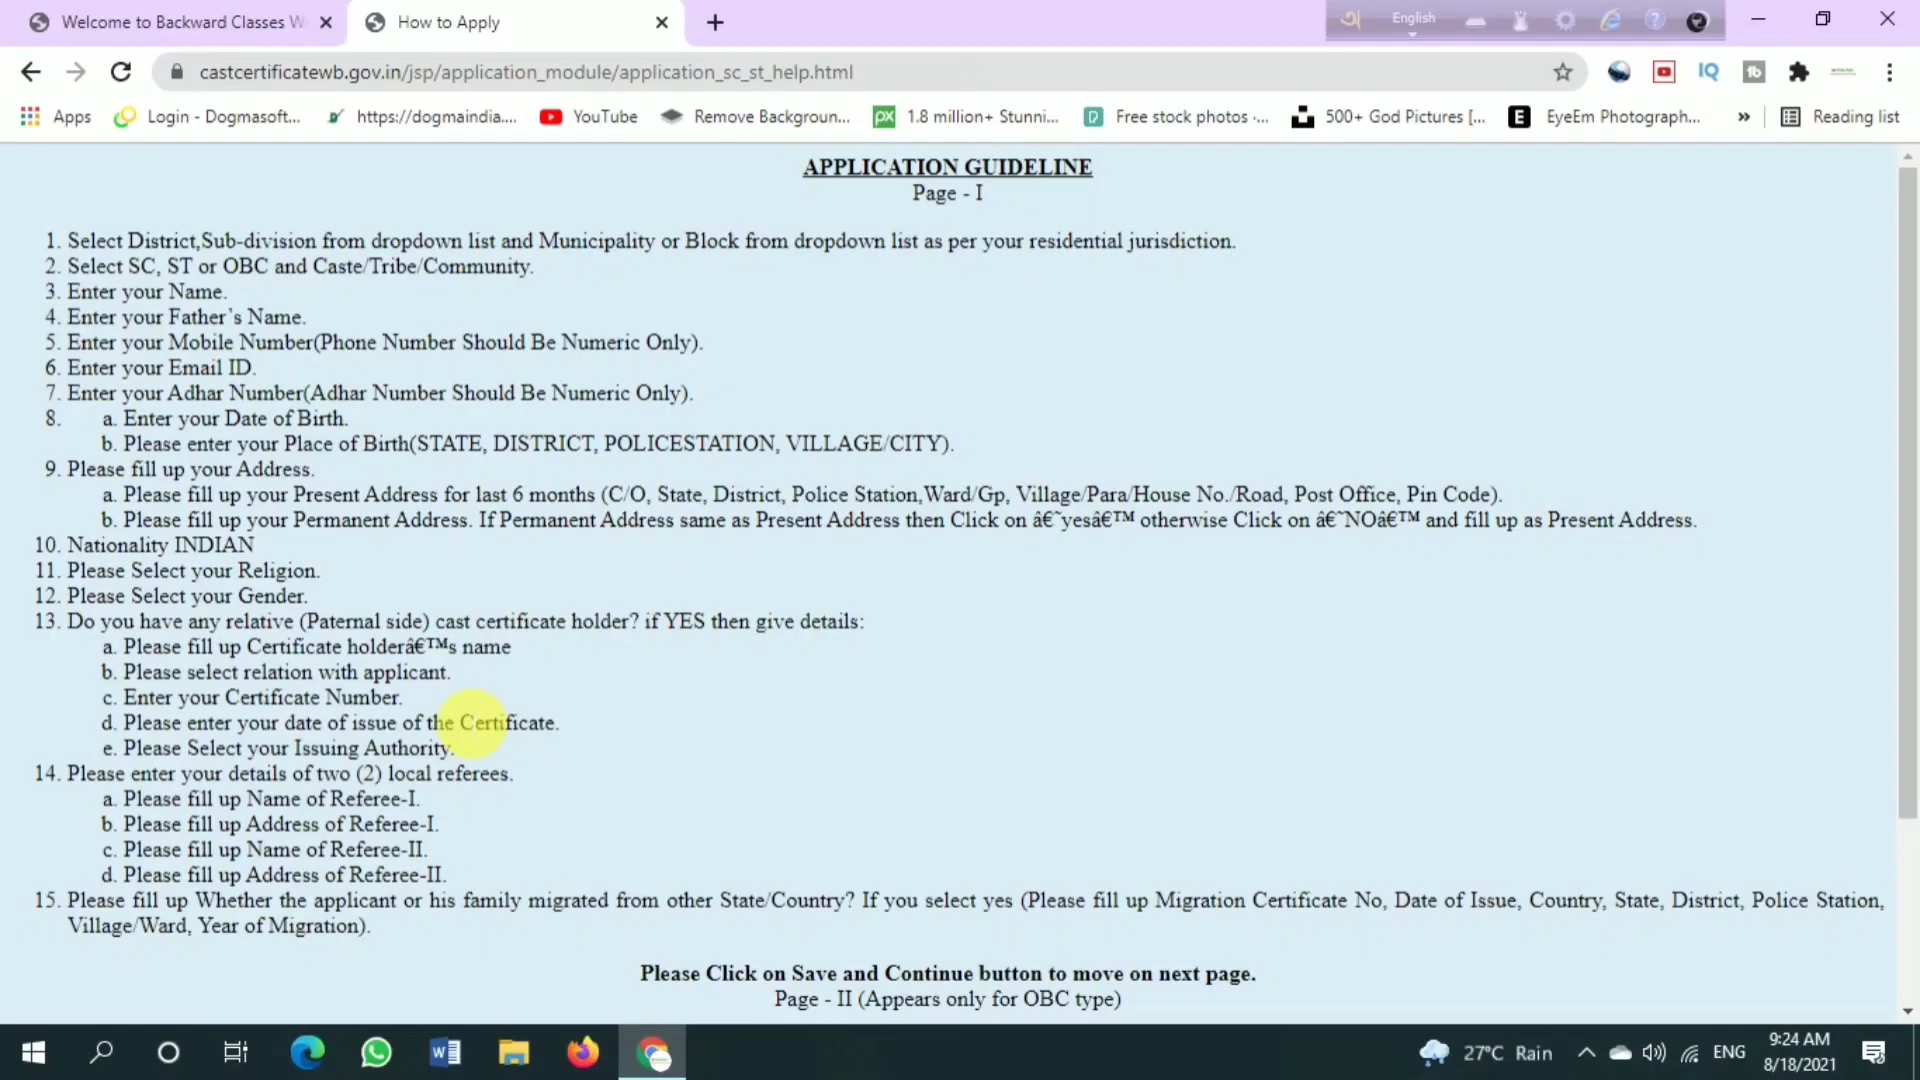 Welcome to Backward Classes W
How to Apply
English
castcertificatewb.gov.in/jsp/application_module/application_sc_st_help.html
Apps
Login - Dogmasoft...
https://dogmaindia....
YouTube
Remove Backgroun...
1.8 million+ Stunni...
Free stock photos ·...
500+ God Pictures [...
EyeEm Photograph...
»
Reading list
APPLICATION GUIDELINE
Page - I
1. Select District,Sub-division from dropdown list and Municipality or Block from dropdown list as per your residential jurisdiction.
2. Select SC, ST or OBC and Caste/Tribe/Community.
3. Enter your Name.
4. Enter your Father’s Name.
5. Enter your Mobile Number(Phone Number Should Be Numeric Only).
6. Enter your Email ID.
7. Enter your Adhar Number(Adhar Number Should Be Numeric Only).
8. a. Enter your Date of Birth.
b. Please enter your Place of Birth(STATE, DISTRICT, POLICESTATION, VILLAGE/CITY).
9. Please fill up your Address.
a. Please fill up your Present Address for last 6 months (C/O, State, District, Police Station,Ward/Gp, Village/Para/House No./Road, Post Office, Pin Code).
b. Please fill up your Permanent Address. If Permanent Address same as Present Address then Click on â€˜yesâ€™ otherwise Click on â€˜NOâ€™ and fill up as Present Address.
10. Nationality INDIAN
11. Please Select your Religion.
12. Please Select your Gender.
13. Do you have any relative (Paternal side) cast certificate holder? if YES then give details:
a. Please fill up Certificate holderâ€™s name
b. Please select relation with applicant.
c. Enter your Certificate Number.
d. Please enter your date of issue of the Certificate.
e. Please Select your Issuing Authority.
14. Please enter your details of two (2) local referees.
a. Please fill up Name of Referee-I.
b. Please fill up Address of Referee-I.
c. Please fill up Name of Referee-II.
d. Please fill up Address of Referee-II.
15. Please fill up Whether the applicant or his family migrated from other State/Country? If you select yes (Please fill up Migration Certificate No, Date of Issue, Country, State, District, Police Station,
Village/Ward, Year of Migration).
Please Click on Save and Continue button to move on next page.
Page - II (Appears only for OBC type)
27°C Rain
ENG
9:24 AM
8/18/2021